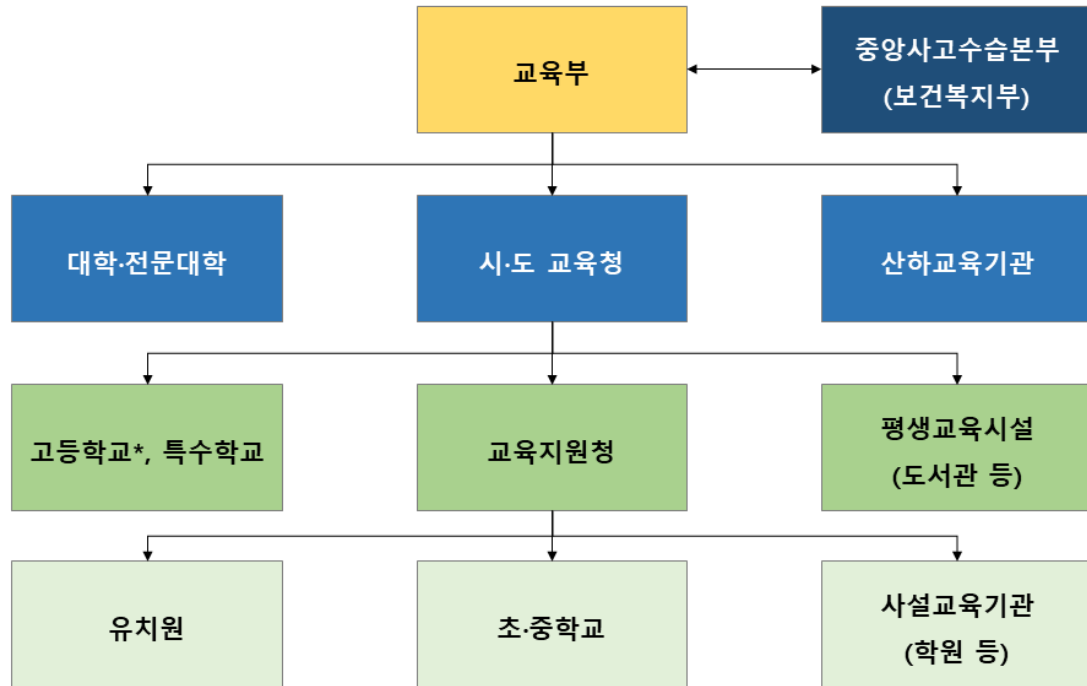 교육부
중앙사고수습본부
(보건복지부)
대학·전문대학
시·도 교육청
산하교육기관
고등학교*, 특수학교
교육지원청
평생교육시설
(도서관 등)
유치원
초·중학교
사설교육기관
(학원 등)